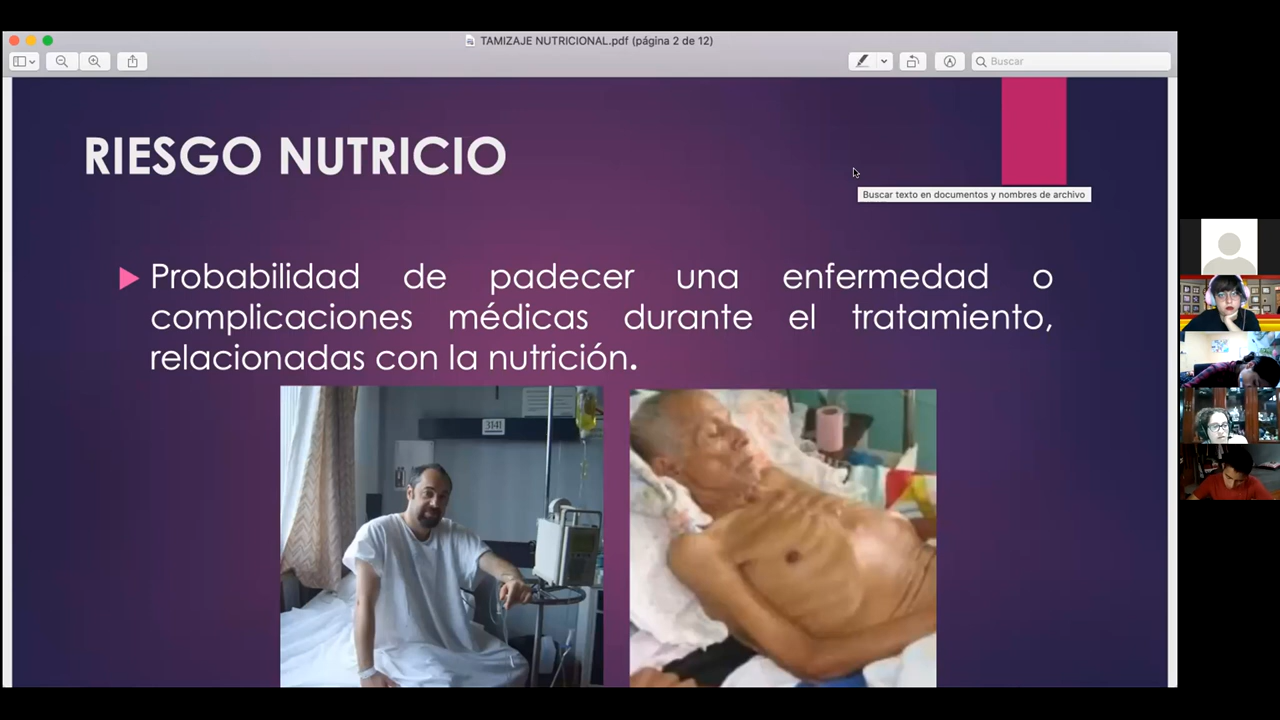 TAMIZAJE NUTRICIONAL.pdf (página 2 de 12)
Buscar
RIESGO NUTRICIO
Buscar texto en documentos y nombres de archivo
Probabilidad de padecer una enfermedad o
complicaciones médicas durante el tratamiento,
relacionadas con la nutrición.
3141